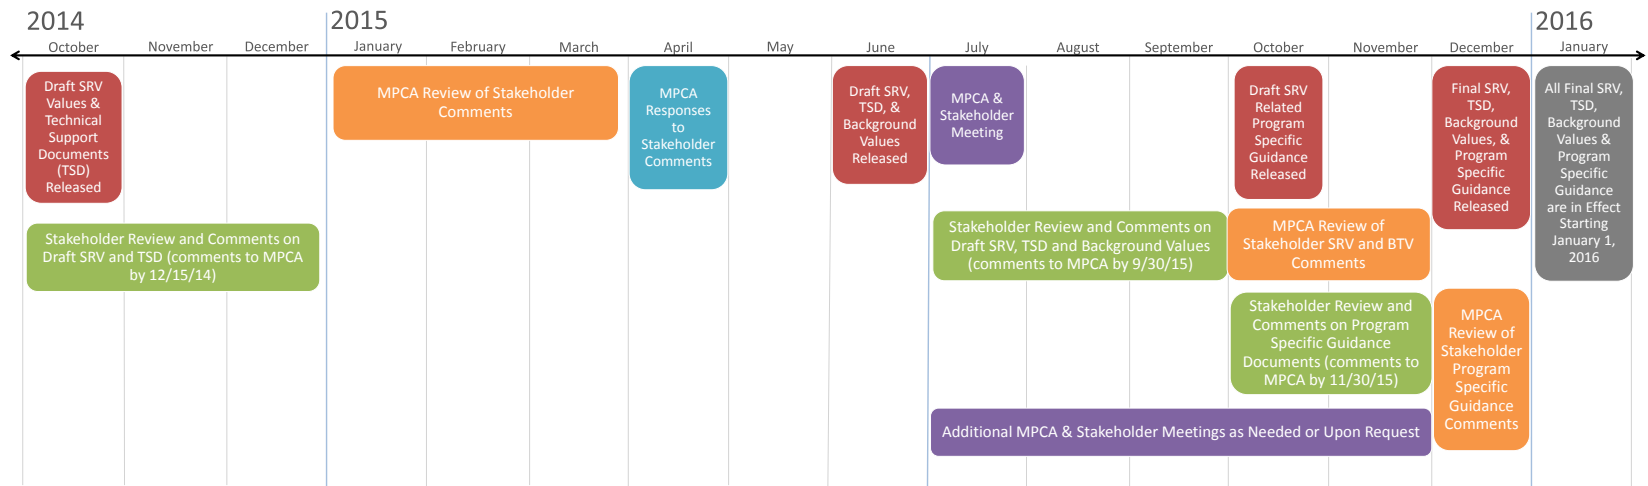 2014
2015
2016
October
November
December
January
February
March
April
May
June
July
August
September
October
November
December
January
Draft SRV
Values &
Technical
Support
Documents
(TSD)
Released
MPCA Review of Stakeholder
Comments
MPCA
Responses
to
Stakeholder
Comments
Draft SRV,
TSD, &
Background
Values
Released
MPCA &
Stakeholder
Meeting
Draft SRV
Related
Program
Specific
Guidance
Released
Final SRV,
TSD,
Background
Values, &
Program
Specific
Guidance
Released
All Final SRV,
TSD,
Background
Values &
Program
Specific
Guidance
are in Effect
Starting
January 1,
2016
Stakeholder Review and Comments on
Draft SRV and TSD (comments to MPCA
by 12/15/14)
Stakeholder Review and Comments on
Draft SRV, TSD and Background Values
(comments to MPCA by 9/30/15)
MPCA Review of
Stakeholder SRV and BTV
Comments
Stakeholder Review and
Comments on Program
Specific Guidance
Documents (comments to
MPCA by 11/30/15)
MPCA
Review of
Stakeholder
Program
Specific
Guidance
Comments
Additional MPCA & Stakeholder Meetings as Needed or Upon Request